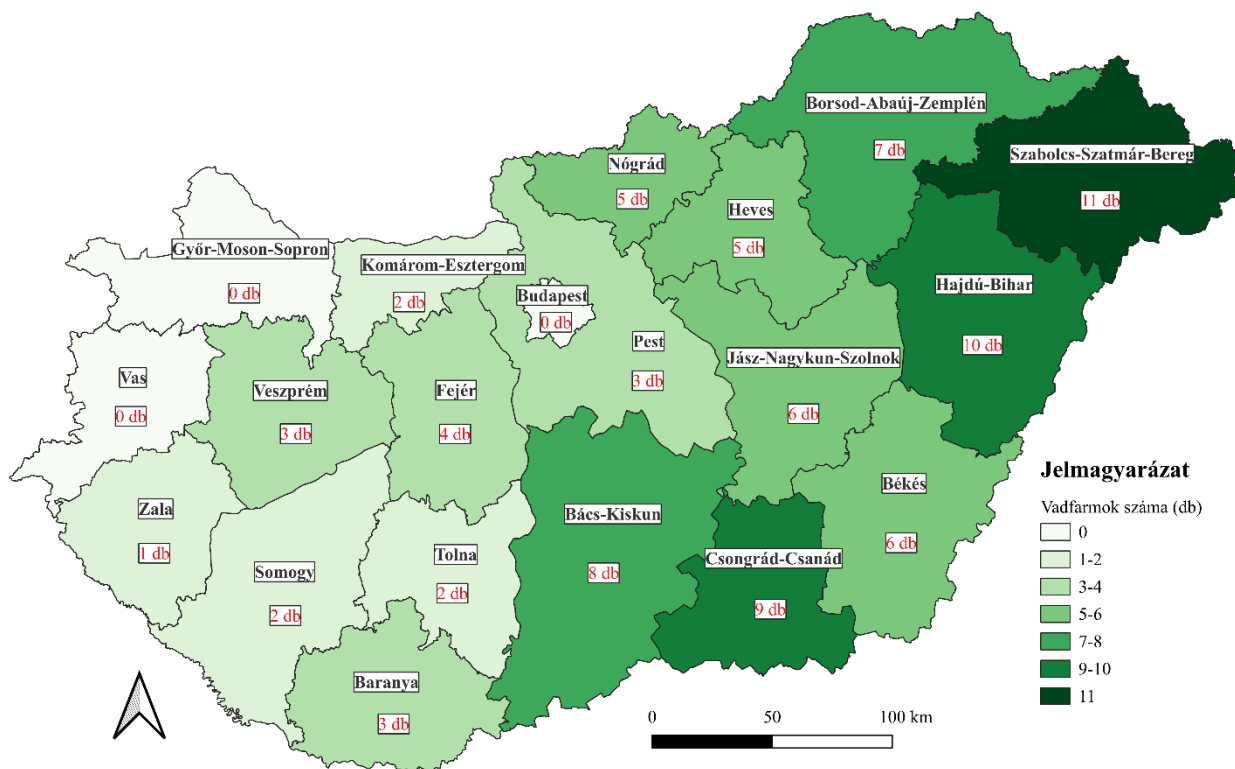 Borsod-Abaúj-Zemplén
7 db
Szabolcs-Szatmár-Bereg
11 db
Nógrád
5 db
Heves
5 db
Győr-Moson-Sopron
0 db
Komárom-Esztergom
2 db
Budapest
0 db
Hajdú-Bihar
10 db
Pest
3 db
Jász-Nagykun-Szolnok
6 db
Vas
0 db
Veszprém
3 db
Fejér
4 db
Békés
6 db
Zala
1 db
Somogy
2 db
Tolna
2 db
Bács-Kiskun
8 db
Csongrád-Csanád
9 db
Baranya
3 db
Jelmagyarázat
Vadfarmok száma (db)
0
1-2
3-4
5-6
7-8
9-10
11
0 50 100 km